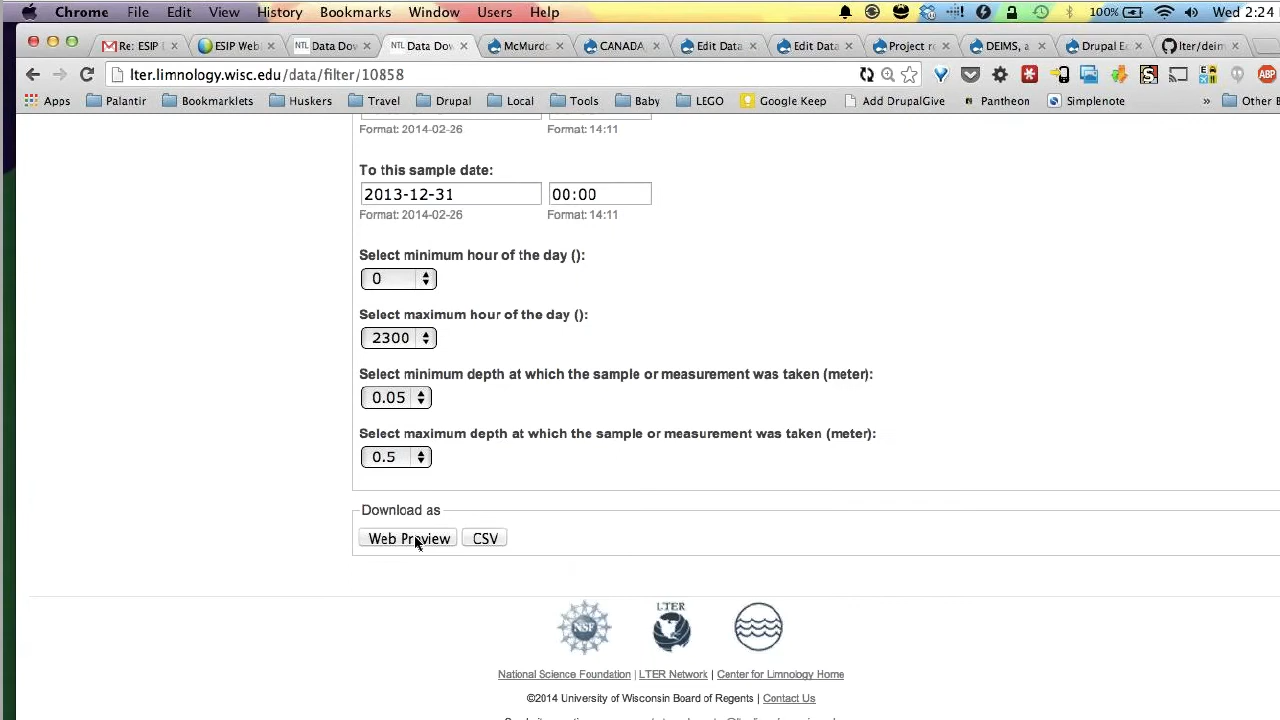 Chrome File Edit View History Bookmarks Window Users Help 100% Wed 2:24
Re: ESIP ESIP Web NTL Data Dov NTL Data Dov McMurdo CANADA Edit Data Edit Data Project r DEIMS, a Drupal E lter/deim
lter.limnology.wisc.edu/data/filter/10858 ABP
Apps Palantir Bookmarklets Huskers Travel Drupal Local Tools Baby LEGO Google Keep Add DrupalGive Pantheon Simplenote » Other B
Format: 2014-02-26 Format: 14:11
To this sample date:
2013-12-31 00:00
Format: 2014-02-26 Format: 14:11
Select minimum hour of the day ():
0
Select maximum hour of the day ():
2300
Select minimum depth at which the sample or measurement was taken (meter):
0.05
Select maximum depth at which the sample or measurement was taken (meter):
0.5
Download as
Web Preview CSV
NSF LTER
National Science Foundation | LTER Network | Center for Limnology Home
©2014 University of Wisconsin Board of Regents | Contact Us